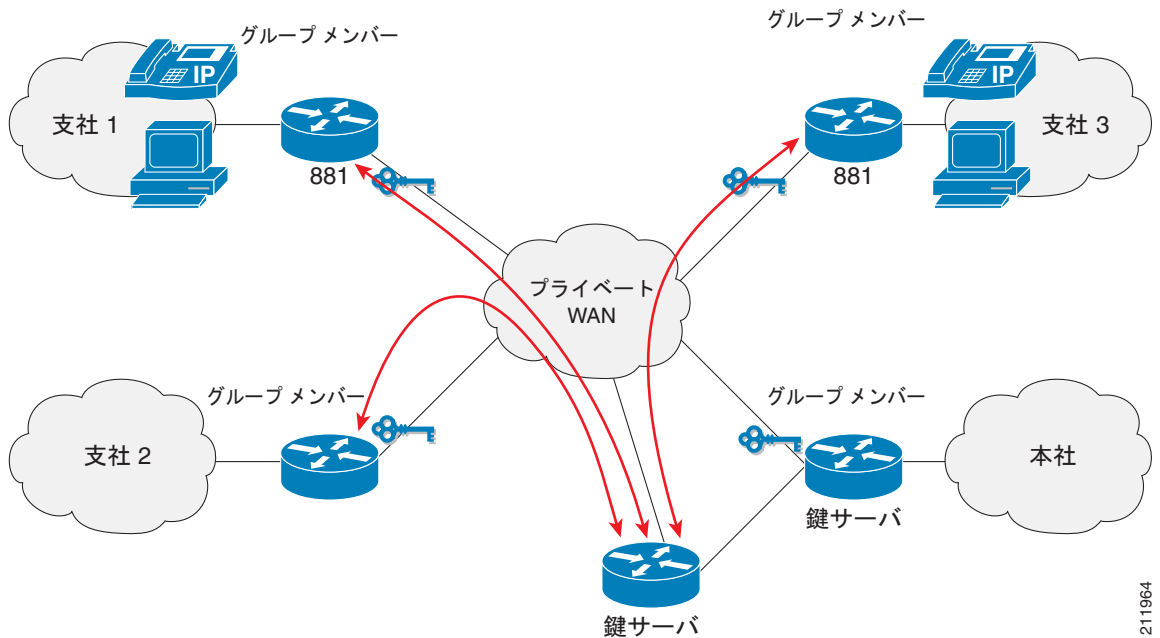 グループ メンバー
グループ メンバー
IP
IP
支社 1
支社 3
881
881
プライベート
WAN
グループ メンバー
グループ メンバー
支社 2
本社
鍵サーバ
鍵サーバ
211964